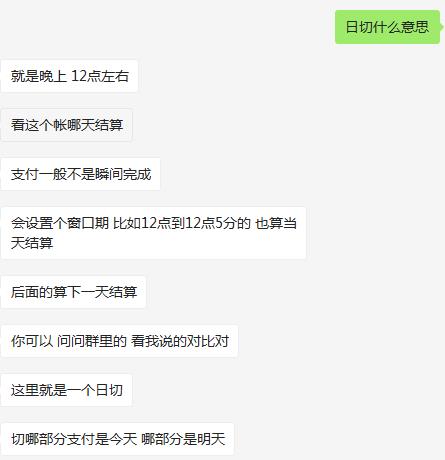 日切什么意思
就是晚上 12点左右
看这个帐哪天结算
支付一般不是瞬间完成
会设置个窗口期 比如12点到12点5分的 也算当
天结算
后面的算下一天结算
你可以 问问群里的 看我说的对比对
这里就是一个日切
切哪部分支付是今天 哪部分是明天